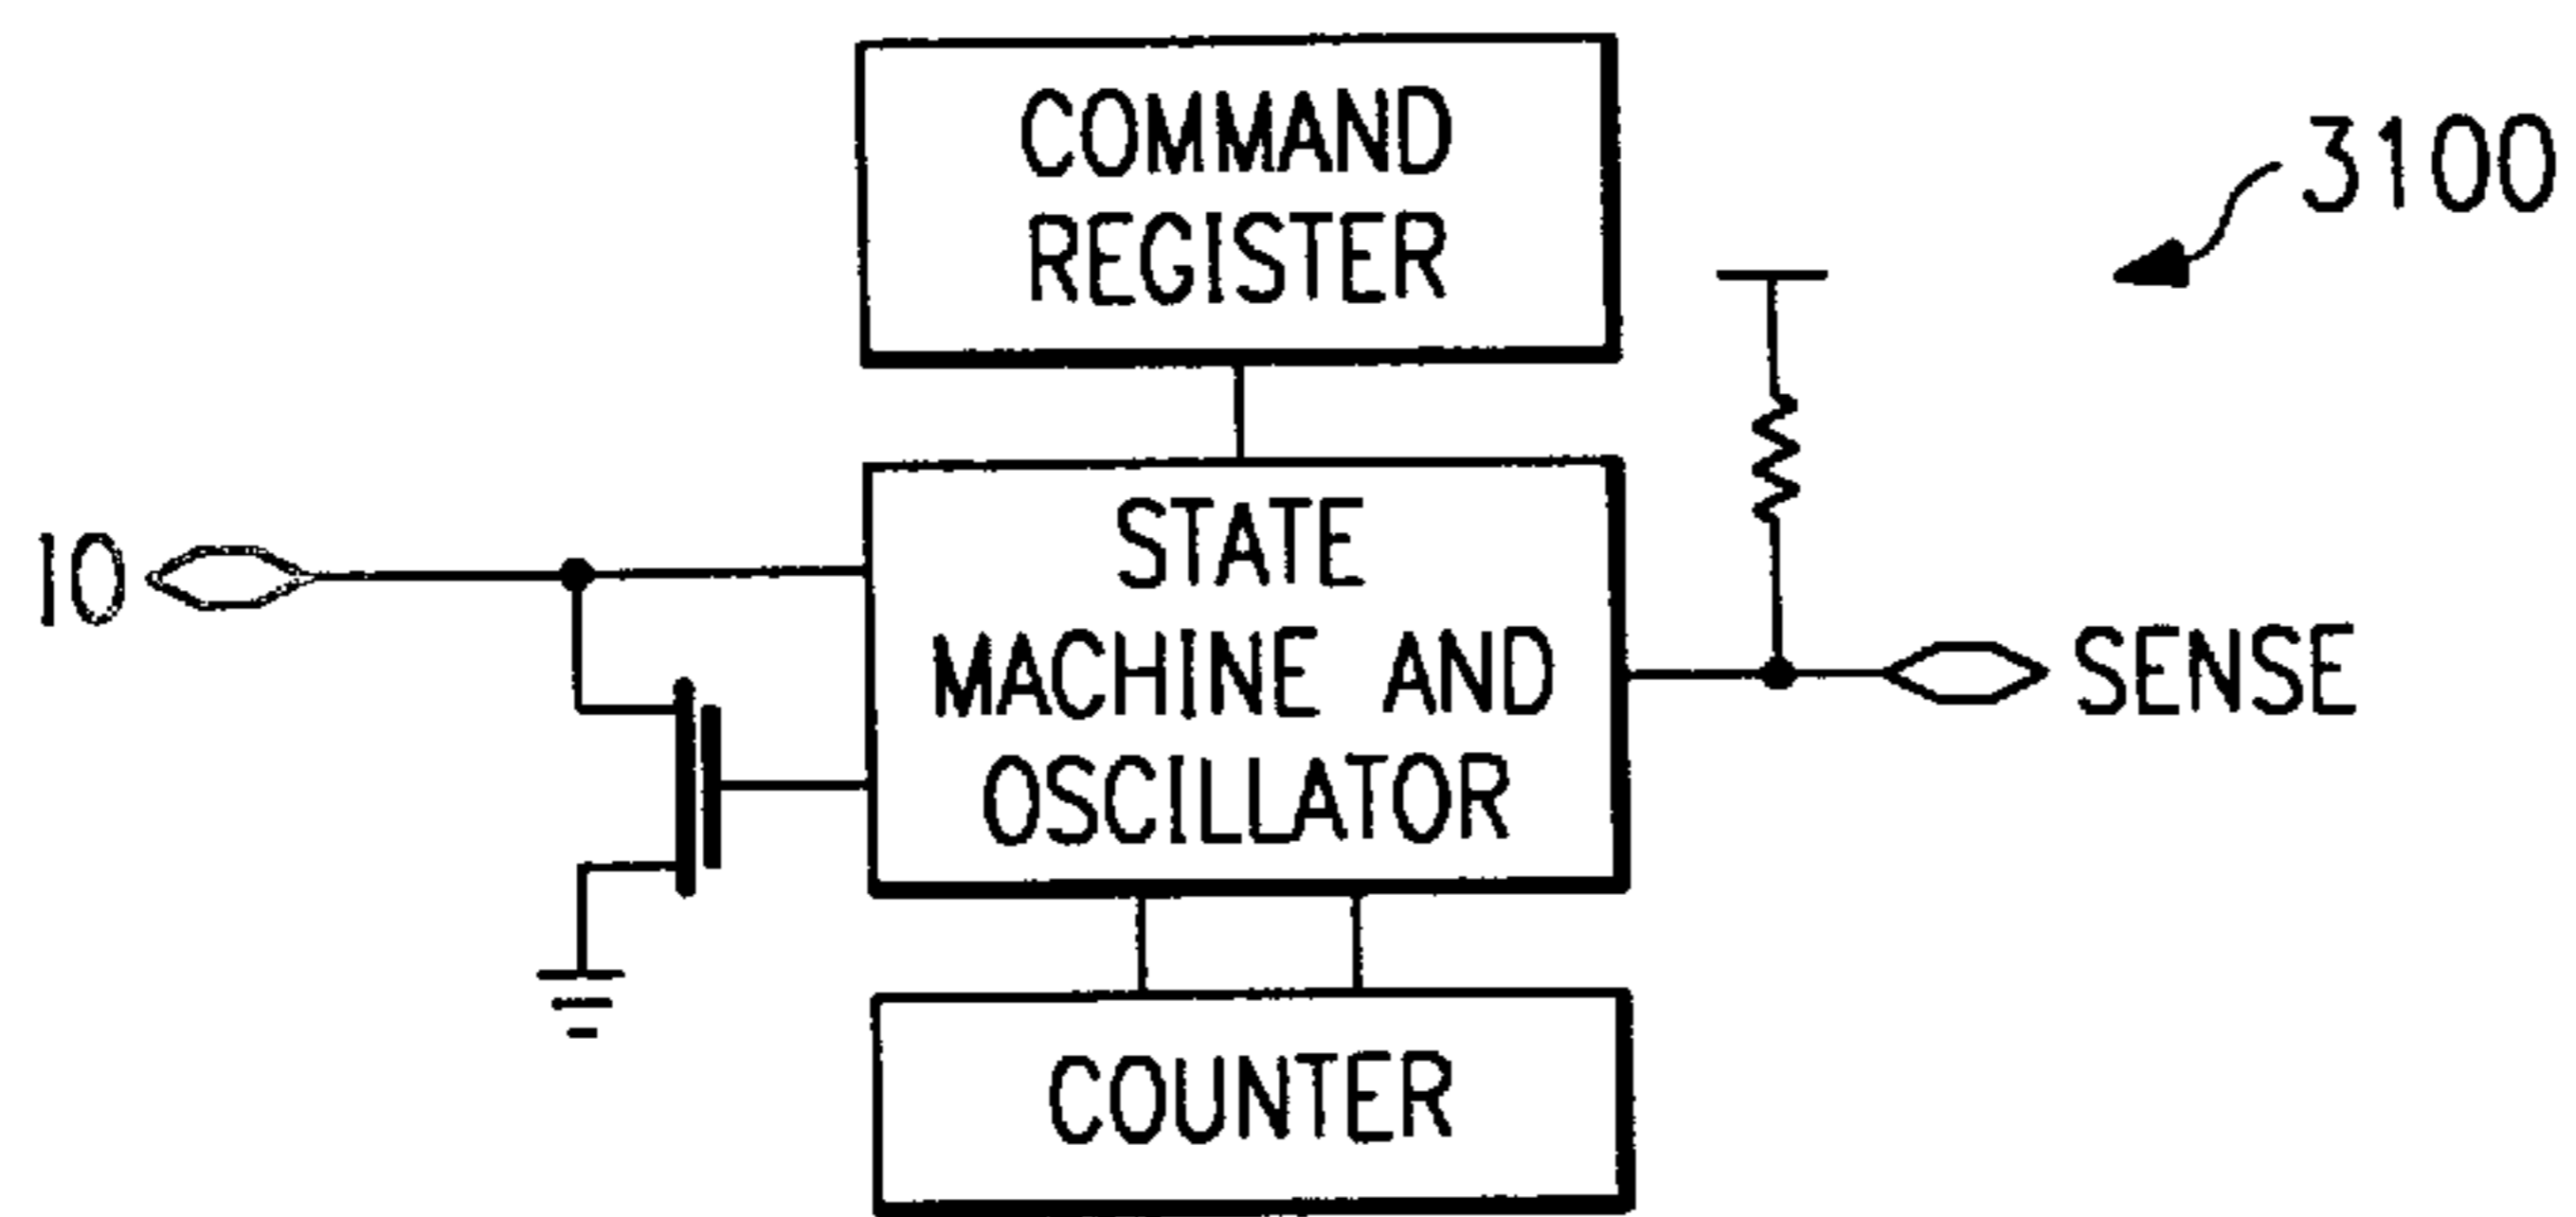 COMMAND
REGISTER
3100
IO
STATE
MACHINE AND
OSCILLATOR
SENSE
COUNTER